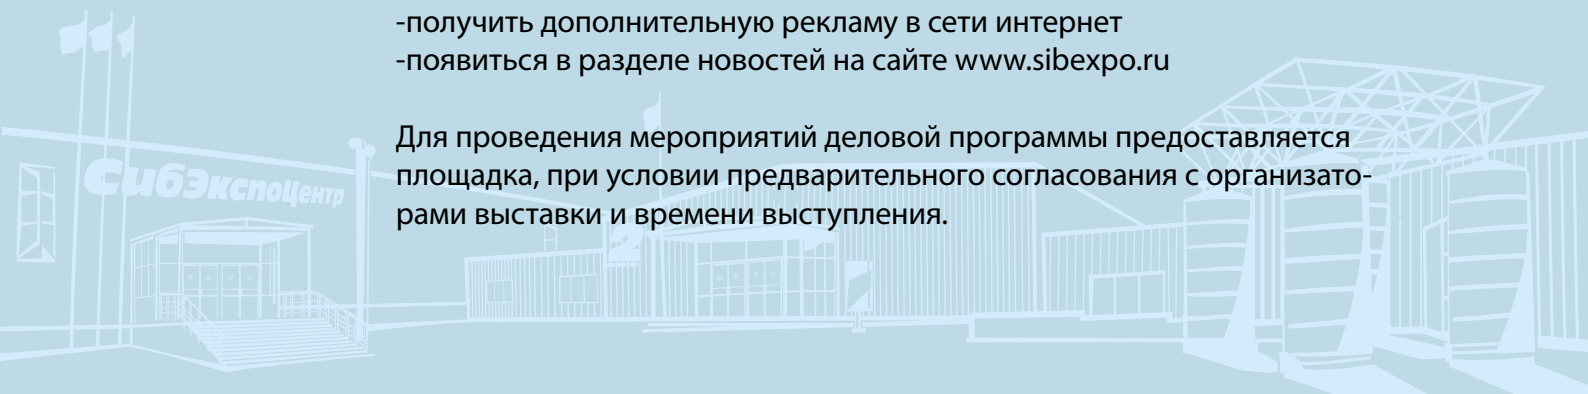 -получить дополнительную рекламу в сети интернет
-появиться в разделе новостей на сайте www.sibexpo.ru
Для проведения мероприятий деловой программы предоставляется
площадка, при условии предварительного согласования с организато-
рами выставки и времени выступления.
СибЭкспоЦентр
2